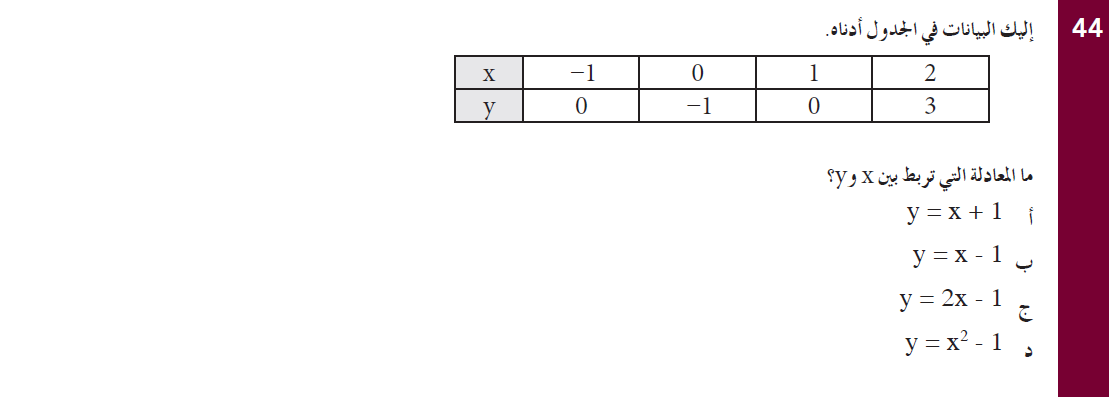 44
إليك البيانات في الجدول أدناه.
x −1 0 1 2
y 0 −1 0 3
ما المعادلة التي تربط بين x وy؟
أ y = x + 1
ب y = x - 1
ج y = 2x - 1
د y = x² - 1